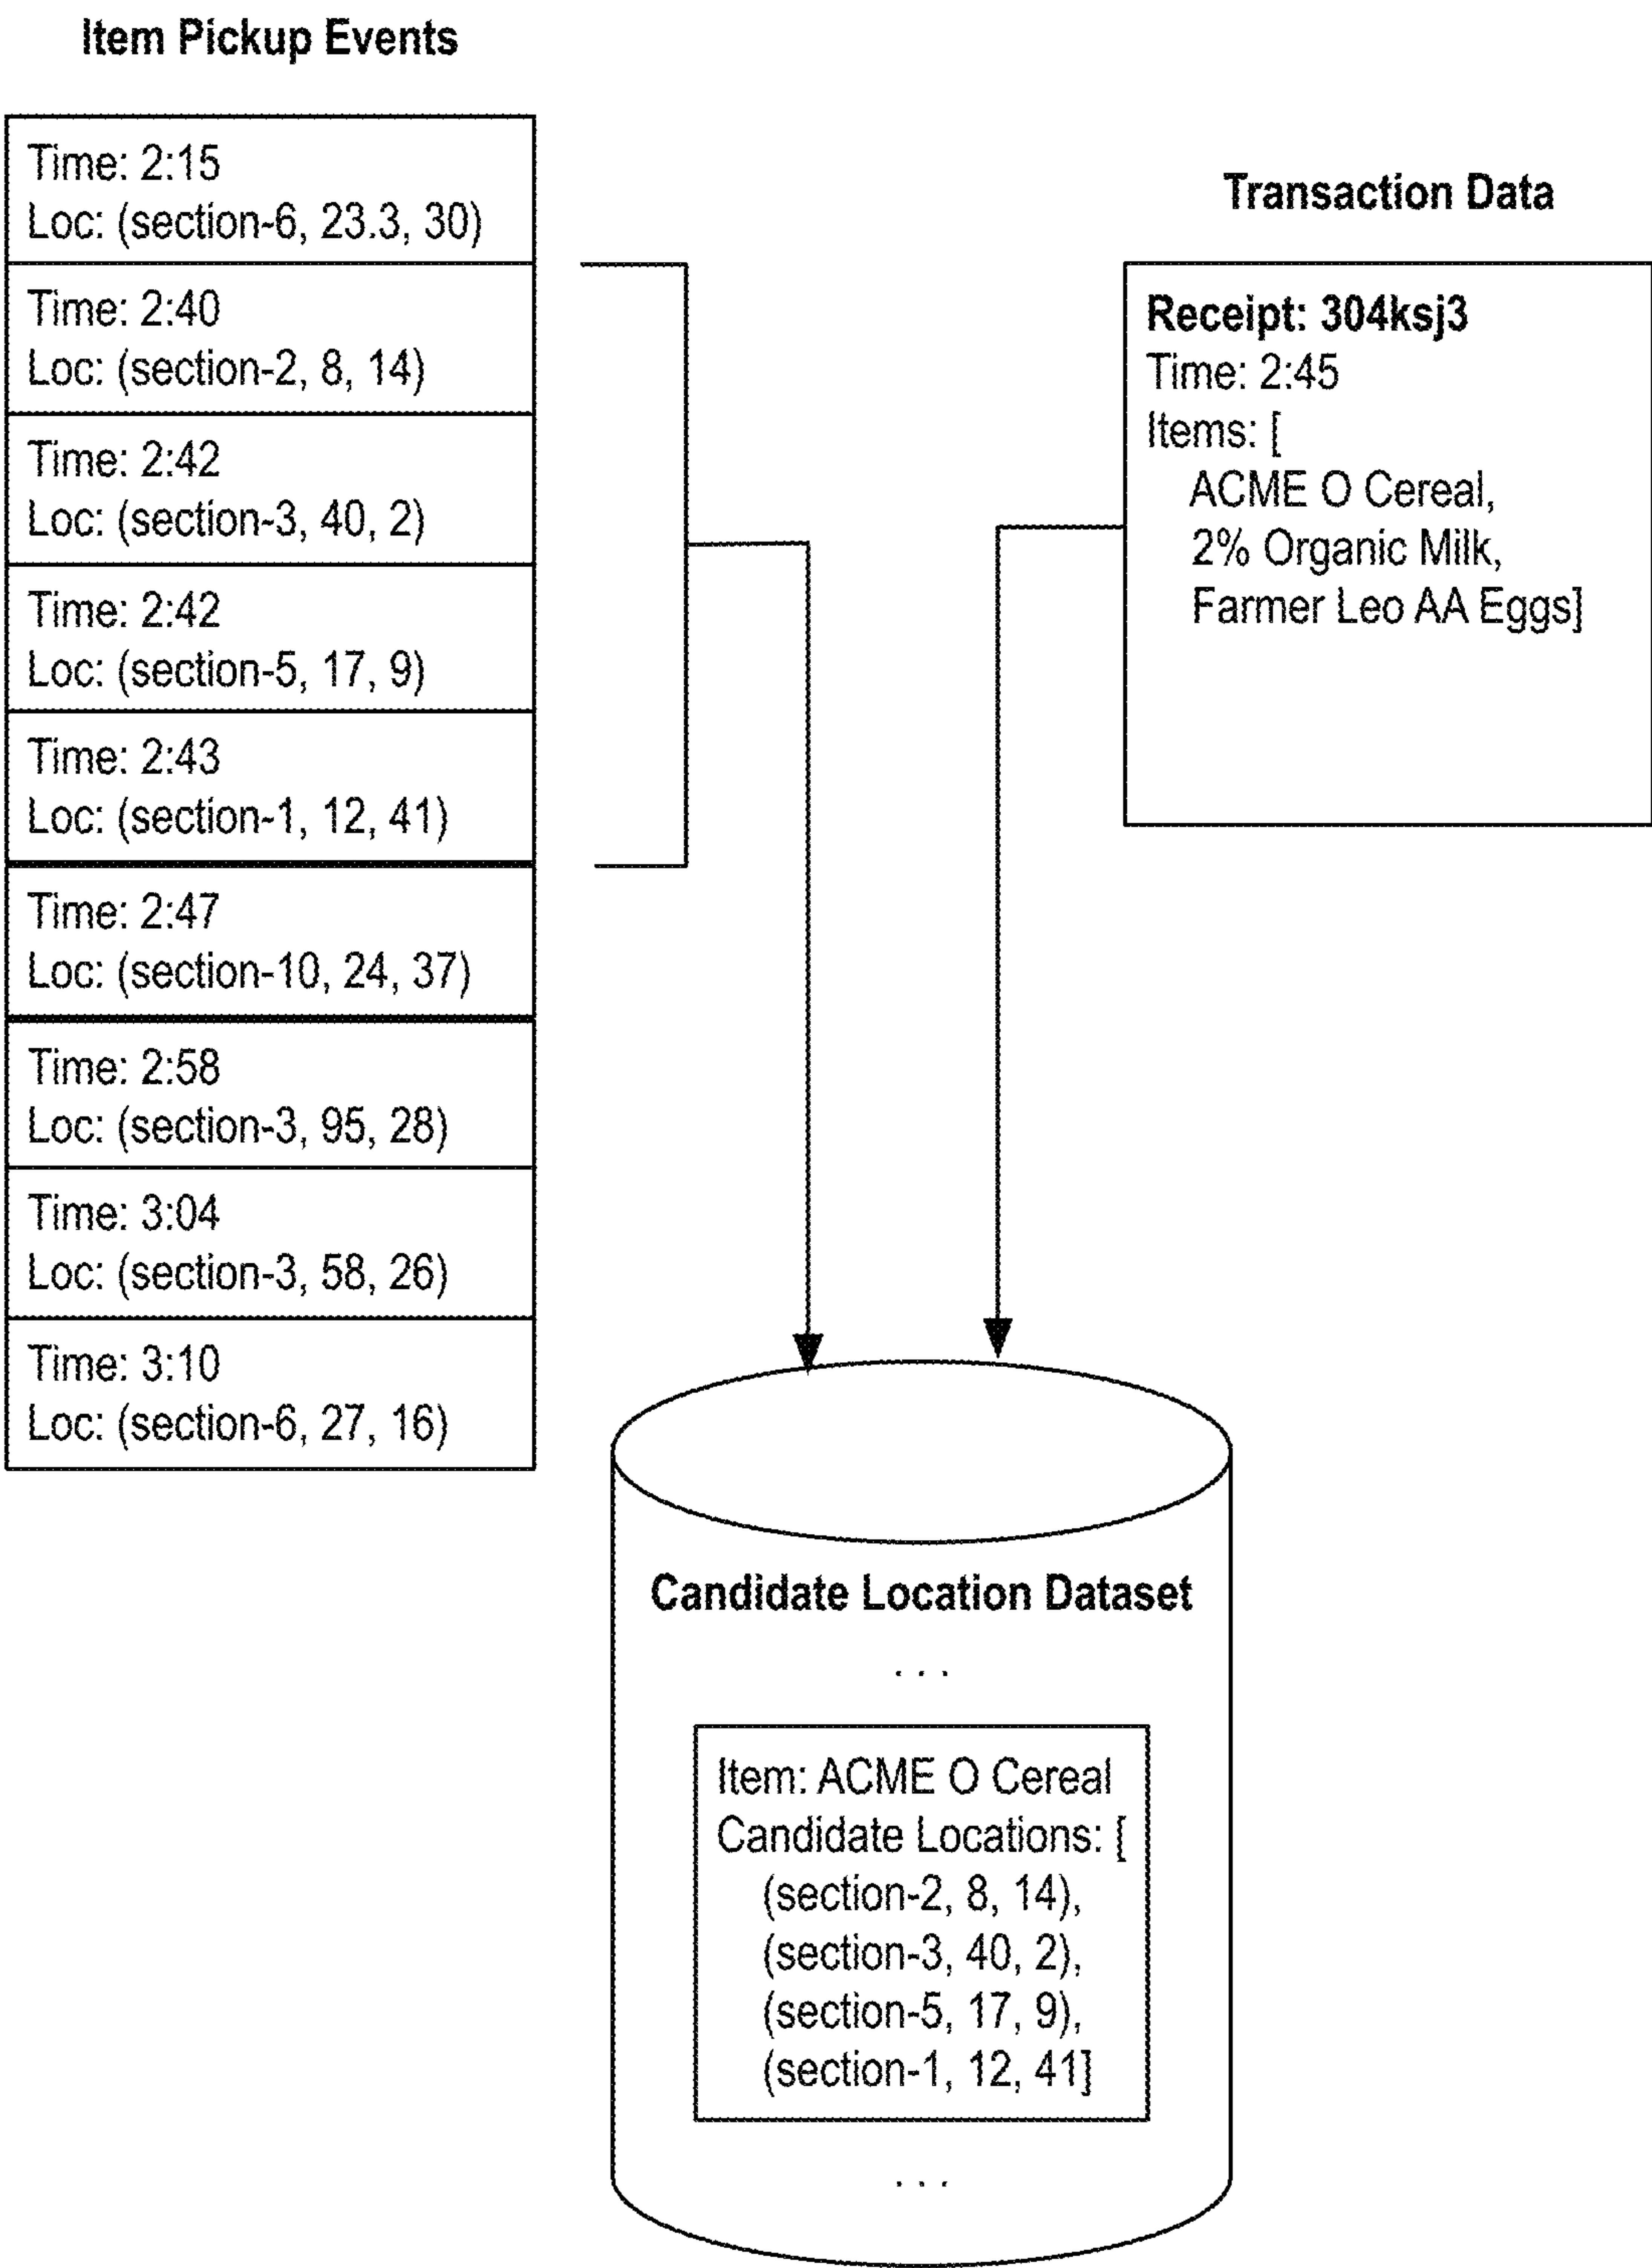 Item Pickup Events
Time: 2:15
Loc: (section-6, 23.3, 30)
Time: 2:40
Loc: (section-2, 8, 14)
Time: 2:42
Loc: (section-3, 40, 2)
Time: 2:42
Loc: (section-5, 17, 9)
Time: 2:43
Loc: (section-1, 12, 41)
Time: 2:47
Loc: (section-10, 24, 37)
Time: 2:58
Loc: (section-3, 95, 28)
Time: 3:04
Loc: (section-3, 58, 26)
Time: 3:10
Loc: (section-6, 27, 16)
Transaction Data
Receipt: 304ksj3
Time: 2:45
Items: [
ACME O Cereal,
2% Organic Milk,
Farmer Leo AA Eggs]
Candidate Location Dataset
. . .
Item: ACME O Cereal
Candidate Locations: [
(section-2, 8, 14),
(section-3, 40, 2),
(section-5, 17, 9),
(section-1, 12, 41]
. . .